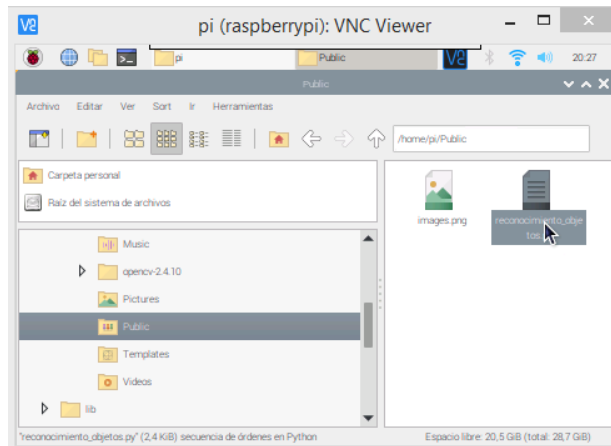 VR pi (raspberrypi): VNC Viewer
pi Public VR 20:27
Public
Archivo Editar Ver Sort Ir Herramientas
/home/pi/Public
Carpeta personal
Raíz del sistema de archivos
Music
opencv-2.4.10
Pictures
Public
Templates
Videos
lib
images.png
reconocimiento_obje
tos.
"reconocimiento_objetos.py" (2,4 KiB) secuencia de órdenes en Python Espacio libre: 20,5 GiB (total: 28,7 GiB)